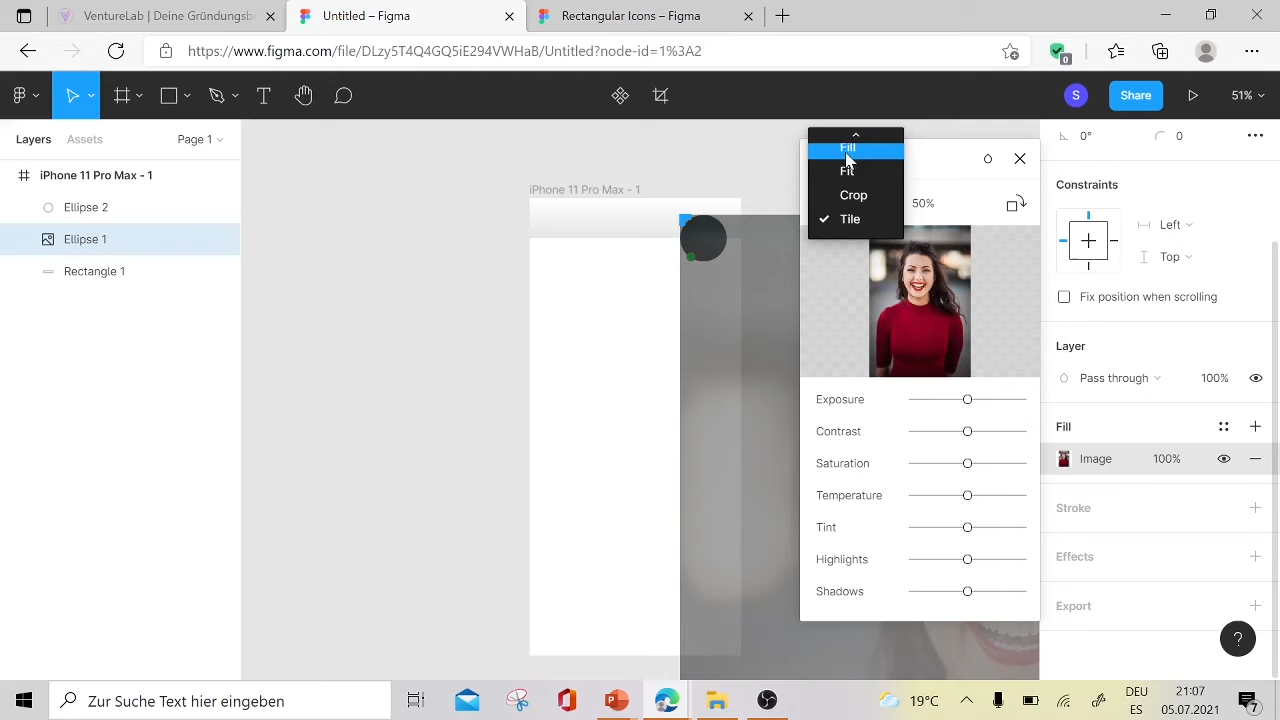 VentureLab | Deine Gründungsb
Untitled – Figma
Rectangular Icons – Figma
https://www.figma.com/file/DLzy5T4Q4GQ5iE294VWHaB/Untitled?node-id=1%3A2
0
S
Share
51%
Layers
Assets
Page 1
iPhone 11 Pro Max - 1
Ellipse 2
Ellipse 1
Rectangle 1
iPhone 11 Pro Max - 1
Fill
Fit
Crop
Tile
50%
Exposure
Contrast
Saturation
Temperature
Tint
Highlights
Shadows
0°
0
Constraints
Left
Top
Fix position when scrolling
Layer
Pass through
100%
Fill
Image
100%
Stroke
Effects
Export
?
Zur Suche Text hier eingeben
19°C
DEU
ES
21:07
05.07.2021
7